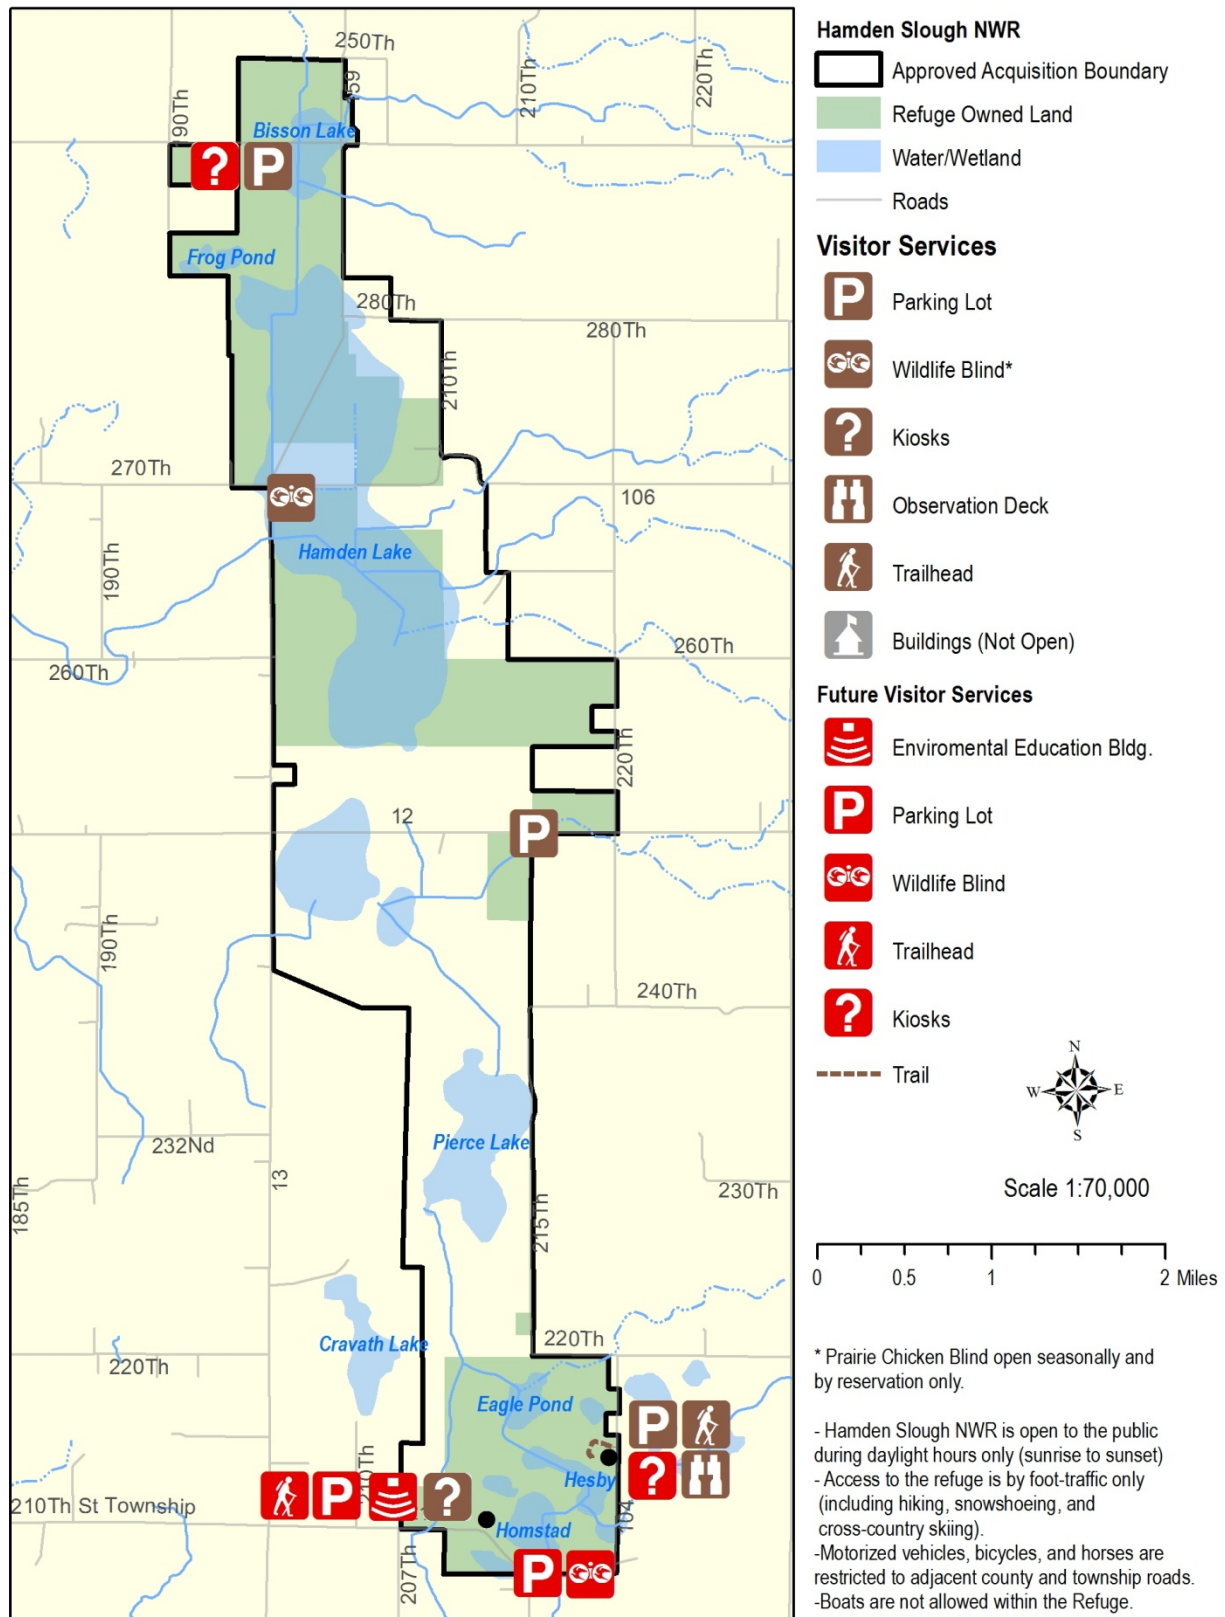 250Th
90Th
59
210Th
220Th
Bisson Lake
? P
Frog Pond
280Th
280Th
210Th
270Th
106
Hamden Lake
190Th
260Th
260Th
220Th
12
P
190Th
240Th
232Nd
Pierce Lake
13
185Th
230Th
215Th
Cravath Lake
220Th
220Th
Eagle Pond
P
Hesby
?
210Th
P ?
210Th St Township
Homstad
104
207Th
P
Hamden Slough NWR
Approved Acquisition Boundary
Refuge Owned Land
Water/Wetland
Roads
Visitor Services
P Parking Lot
Wildlife Blind*
? Kiosks
Observation Deck
Trailhead
Buildings (Not Open)
Future Visitor Services
Enviromental Education Bldg.
P Parking Lot
Wildlife Blind
Trailhead
? Kiosks
Trail
N
W E
S
Scale 1:70,000
0 0.5 1 2 Miles
* Prairie Chicken Blind open seasonally and
by reservation only.
- Hamden Slough NWR is open to the public
during daylight hours only (sunrise to sunset)
- Access to the refuge is by foot-traffic only
(including hiking, snowshoeing, and
cross-country skiing).
-Motorized vehicles, bicycles, and horses are
restricted to adjacent county and township roads.
-Boats are not allowed within the Refuge.